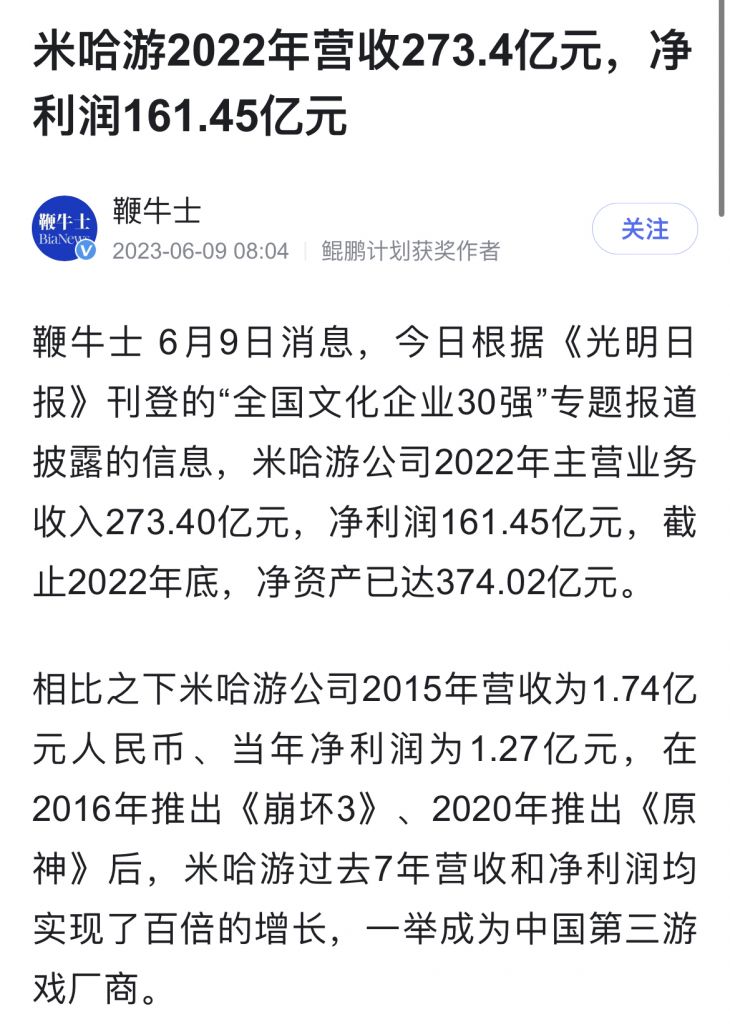 米哈游2022年营收273.4亿元，净
利润161.45亿元
鞭牛士
BiaNews
鞭牛士
2023-06-09 08:04 | 鲲鹏计划获奖作者
关注
鞭牛士 6月9日消息，今日根据《光明日
报》刊登的“全国文化企业30强”专题报道
披露的信息，米哈游公司2022年主营业务
收入273.40亿元，净利润161.45亿元，截
止2022年底，净资产已达374.02亿元。
相比之下米哈游公司2015年营收为1.74亿
元人民币、当年净利润为1.27亿元，在
2016年推出《崩坏3》、2020年推出《原
神》后，米哈游过去7年营收和净利润均
实现了百倍的增长，一举成为中国第三游
戏厂商。